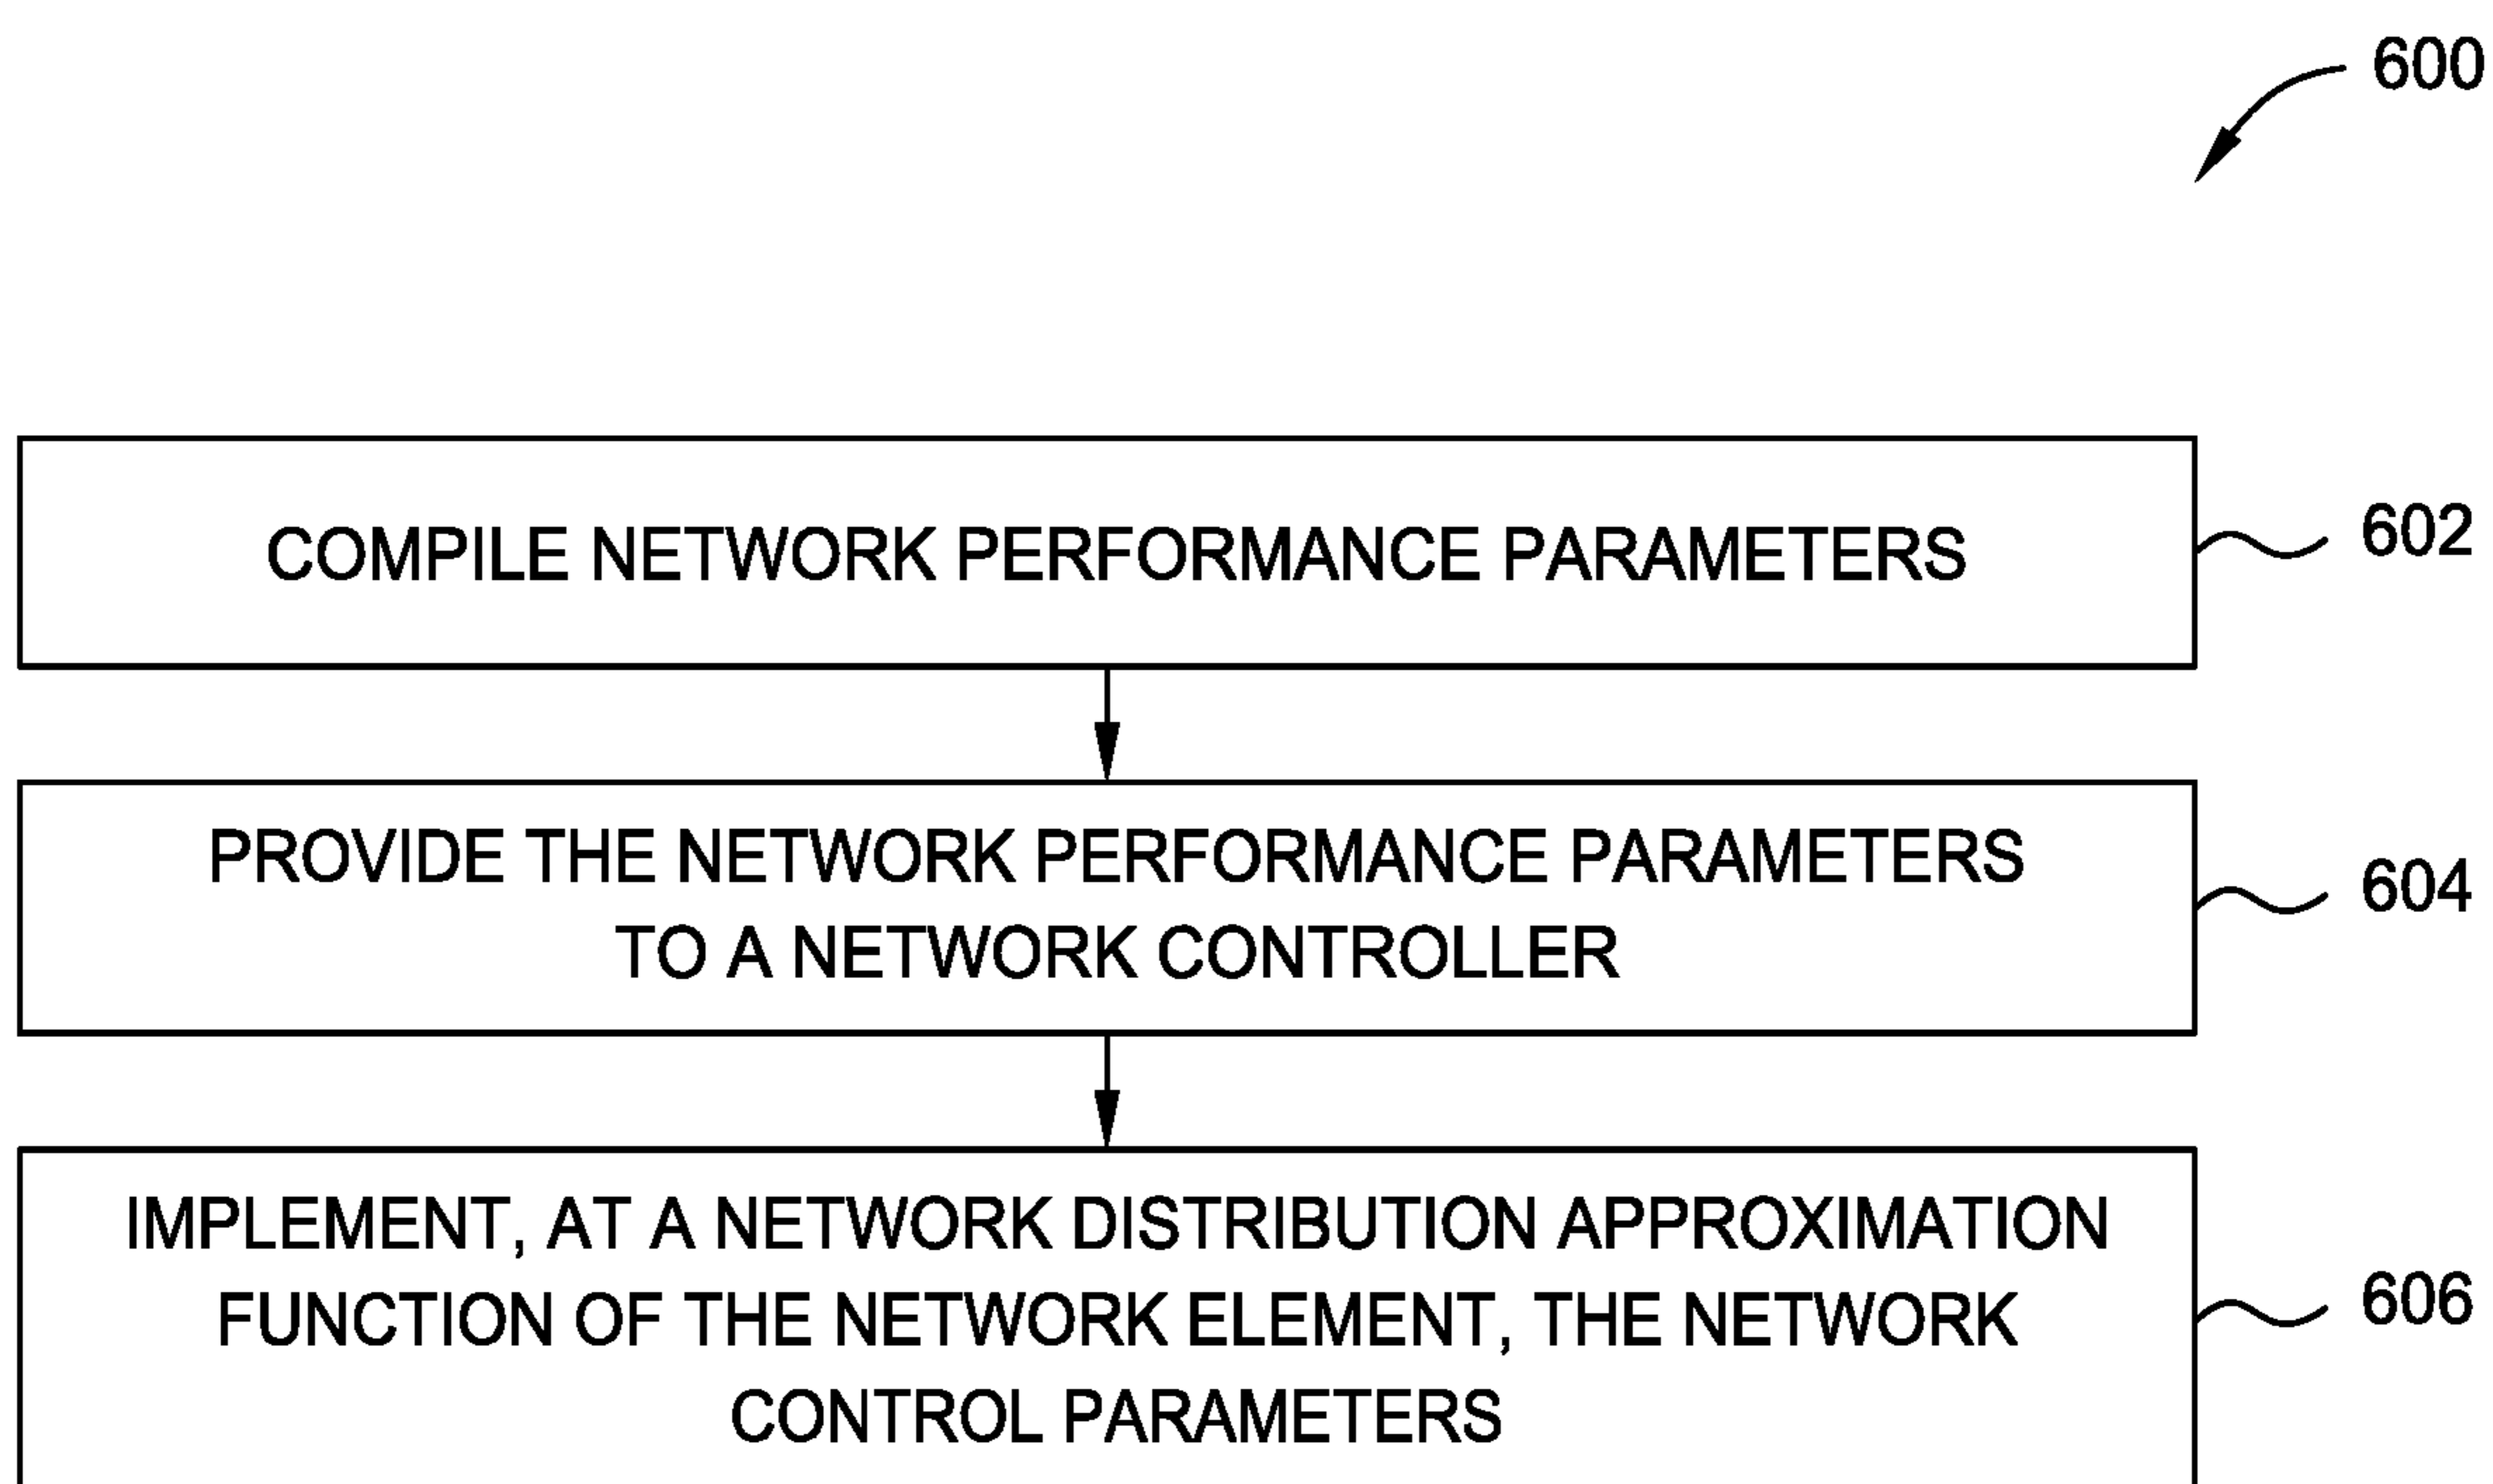 600
COMPILE NETWORK PERFORMANCE PARAMETERS
602
PROVIDE THE NETWORK PERFORMANCE PARAMETERS
TO A NETWORK CONTROLLER
604
IMPLEMENT, AT A NETWORK DISTRIBUTION APPROXIMATION
FUNCTION OF THE NETWORK ELEMENT, THE NETWORK
CONTROL PARAMETERS
606